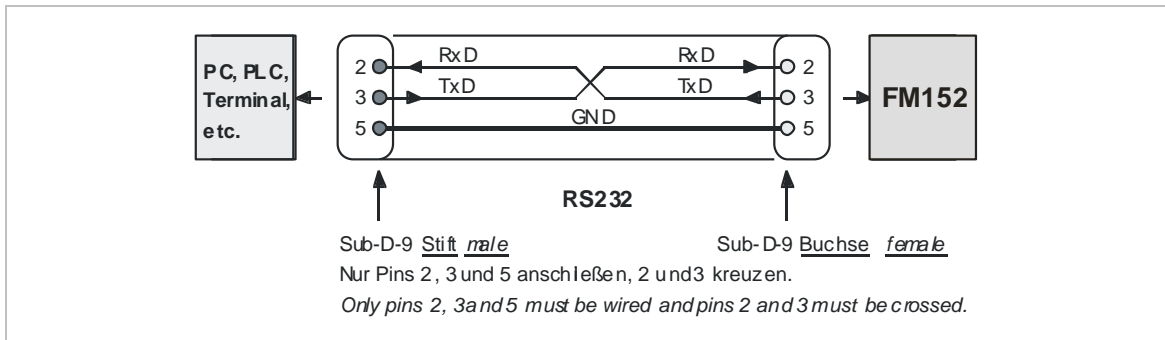 PC, PLC,
Terminal,
etc.
2
3
5
RxD
TxD
GND
RxD
TxD
2
3
5
FM152
RS232
Sub-D-9 Stift male
Sub-D-9 Buchse female
Nur Pins 2, 3 und 5 anschließen, 2 und 3 kreuzen.
Only pins 2, 3 and 5 must be wired and pins 2 and 3 must be crossed.